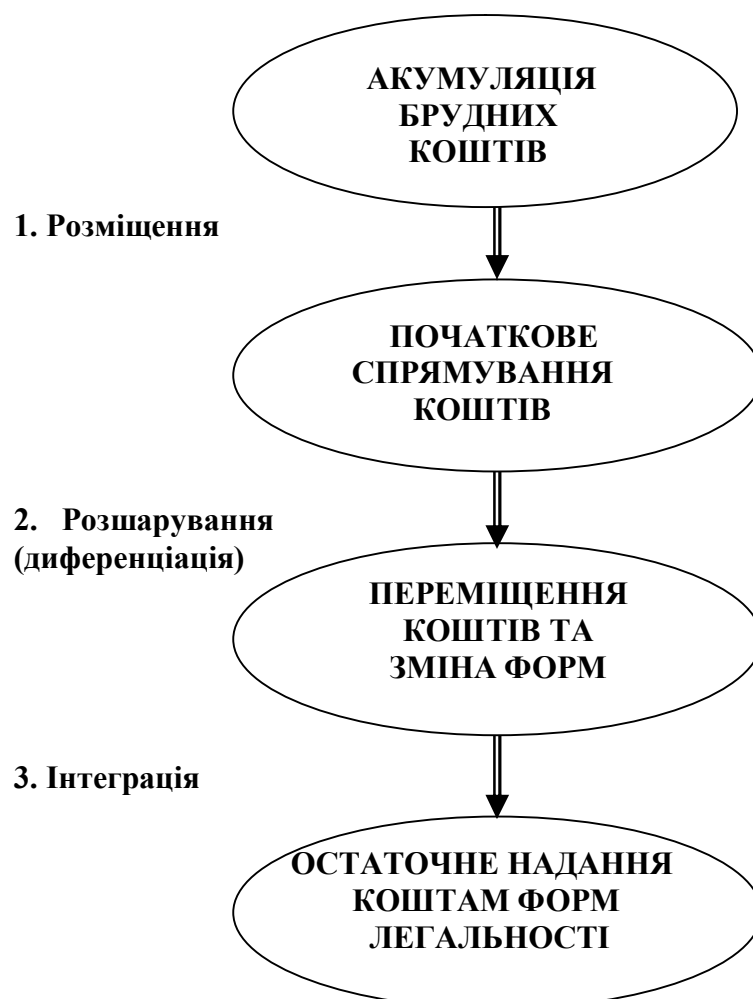 АКУМУЛЯЦІЯ
БРУДНИХ
КОШТІВ
1. Розміщення
ПОЧАТКОВЕ
СПРЯМУВАННЯ
КОШТІВ
2. Розшарування
(диференціація)
ПЕРЕМІЩЕННЯ
КОШТІВ ТА
ЗМІНА ФОРМ
3. Інтеграція
ОСТАТОЧНЕ НАДАННЯ
КОШТАМ ФОРМ
ЛЕГАЛЬНОСТІ